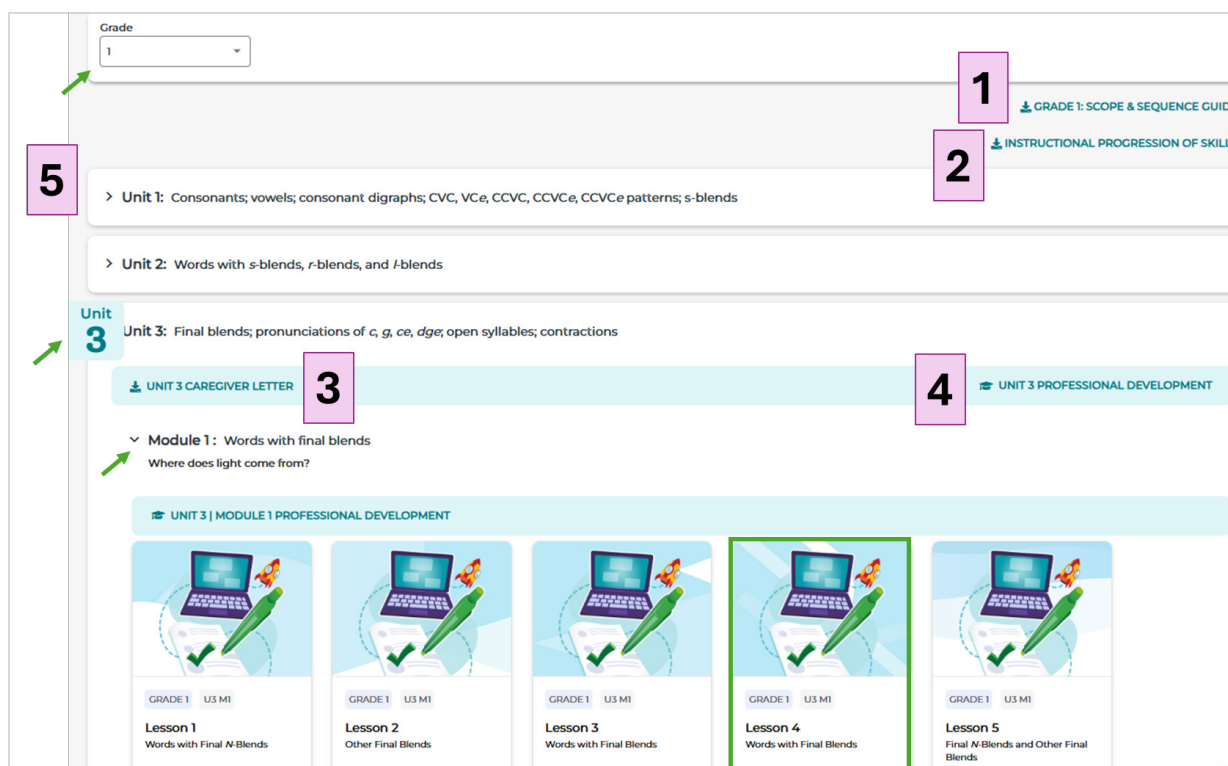 Grade
1
1
GRADE 1: SCOPE & SEQUENCE GUID
2
INSTRUCTIONAL PROGRESSION OF SKILL
5
Unit 1: Consonants; vowels; consonant digraphs; CVC, VCe, CCVC, CCVCe, CCVCe patterns; s-blends
Unit 2: Words with s-blends, r-blends, and l-blends
Unit
3
Unit 3: Final blends; pronunciations of c, g, ce, dge; open syllables; contractions
UNIT 3 CAREGIVER LETTER
3
4
UNIT 3 PROFESSIONAL DEVELOPMENT
Module 1: Words with final blends
Where does light come from?
UNIT 3 | MODULE 1 PROFESSIONAL DEVELOPMENT
GRADE 1 U3 M1
Lesson 1
Words with Final N-Blends
GRADE 1 U3 M1
Lesson 2
Other Final Blends
GRADE 1 U3 M1
Lesson 3
Words with Final Blends
GRADE 1 U3 M1
Lesson 4
Words with Final Blends
GRADE 1 U3 M1
Lesson 5
Final N-Blends and Other Final
Blends